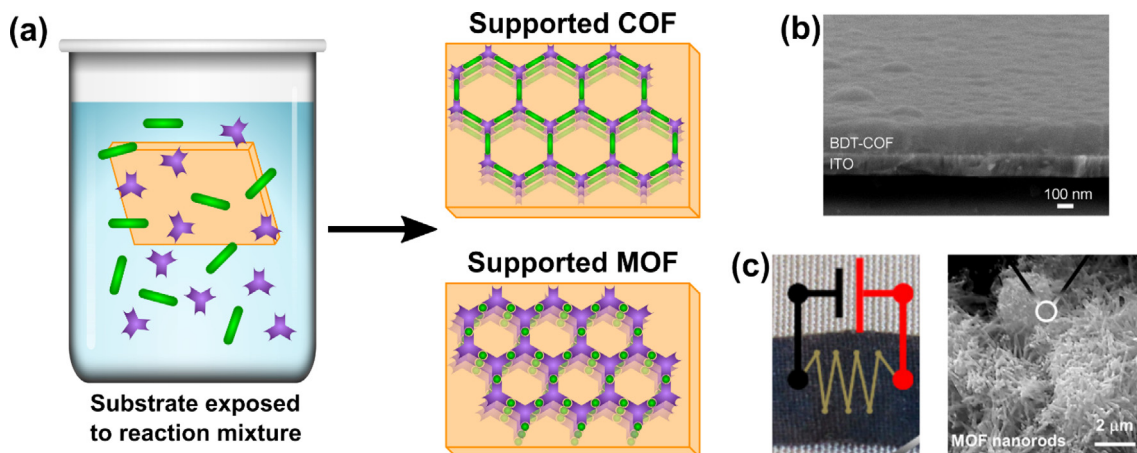 (a)
Substrate exposed
to reaction mixture
Supported COF
Supported MOF
(b)
BDT-COF
ITO
100 nm
(c)
MOF nanorods
2 μm